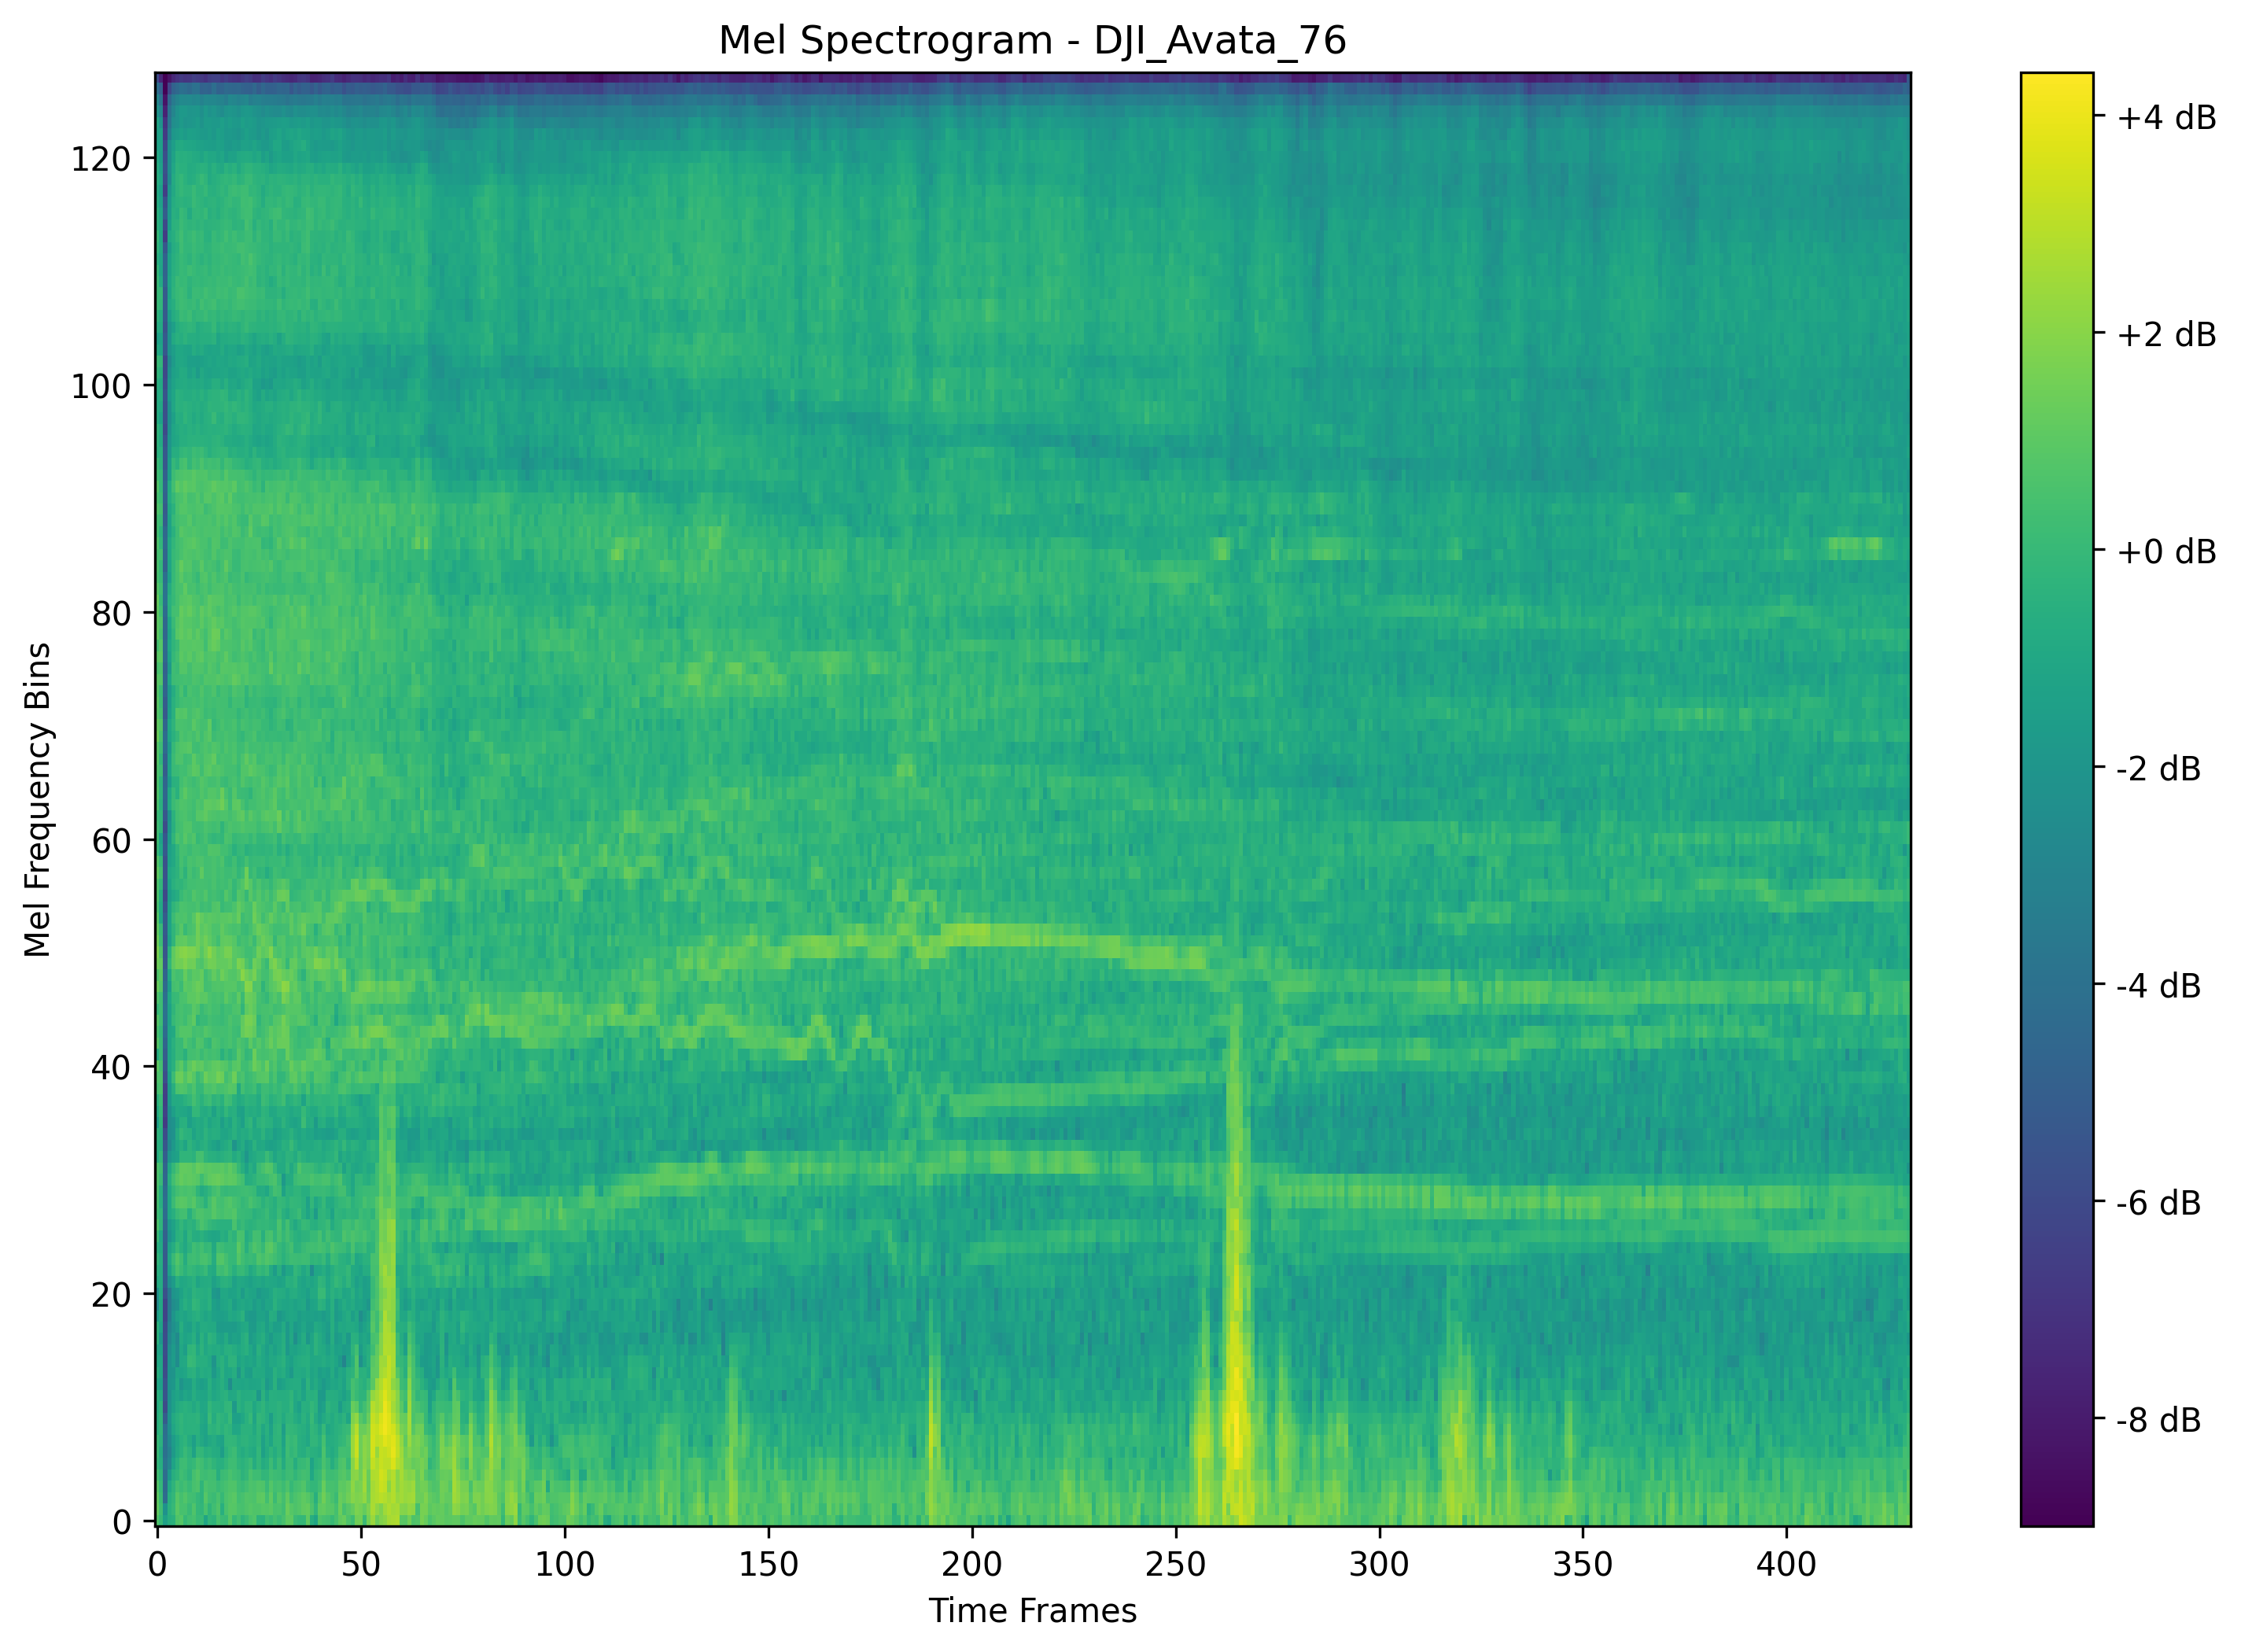 Mel Spectrogram - DJI_Avata_76
Mel Frequency Bins
120
100
80
60
40
20
0
0 50 100 150 200 250 300 350 400
Time Frames
+4 dB
+2 dB
+0 dB
-2 dB
-4 dB
-6 dB
-8 dB